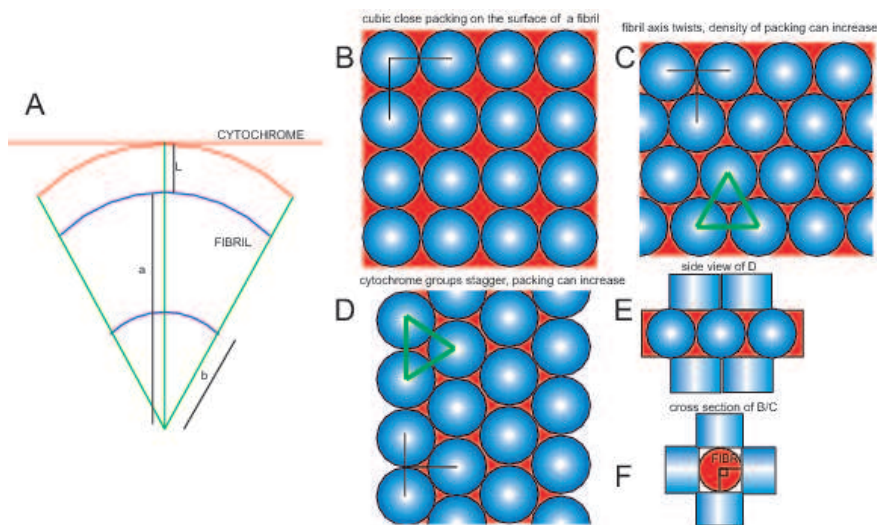 cubic close packing on the surface of a fibril
fibril axis twists, density of packing can increase
A
B
C
CYTOCHROME
L
FIBRIL
a
b
cytochrome groups stagger, packing can increase
D
side view of D
E
cross section of B/C
F